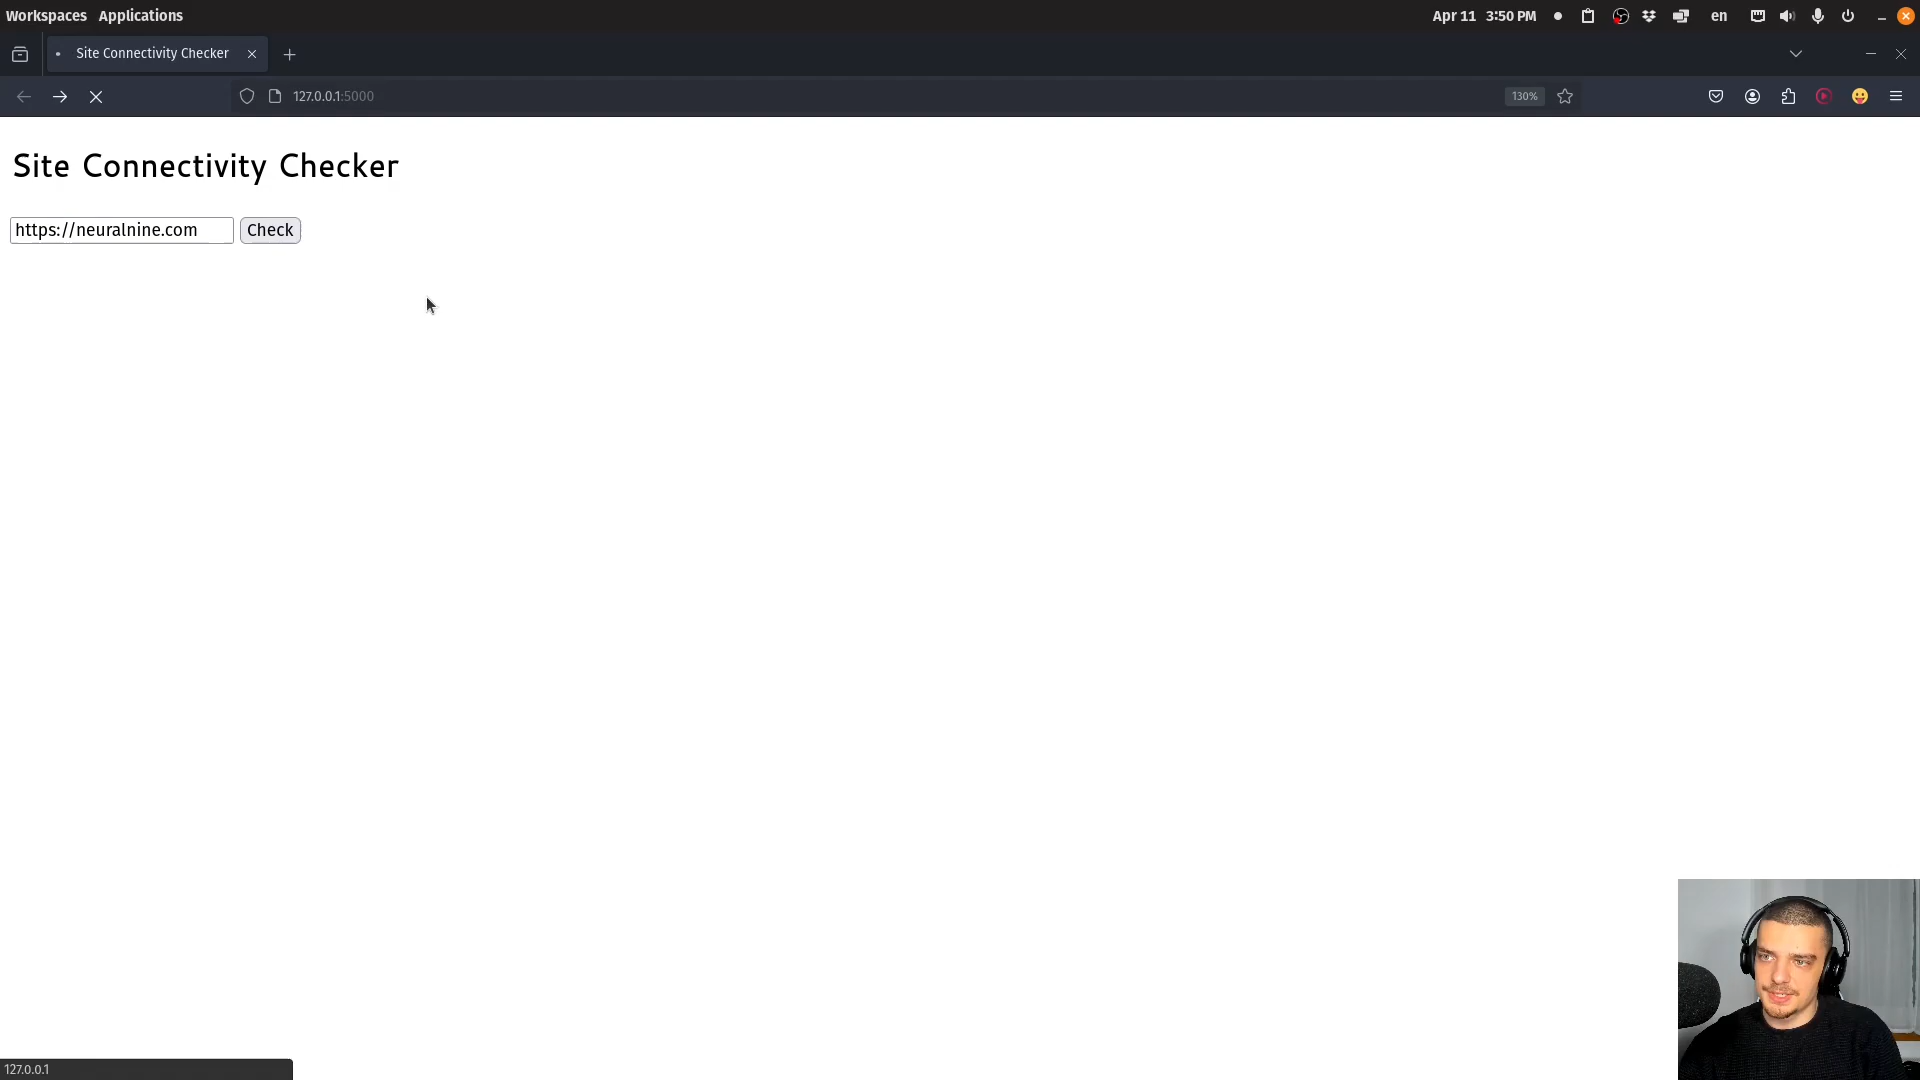 Workspaces Applications
Apr 11 3:50 PM
en
Site Connectivity Checker
127.0.0.1:5000
130%
Site Connectivity Checker
https://neuralnine.com Check
127.0.0.1